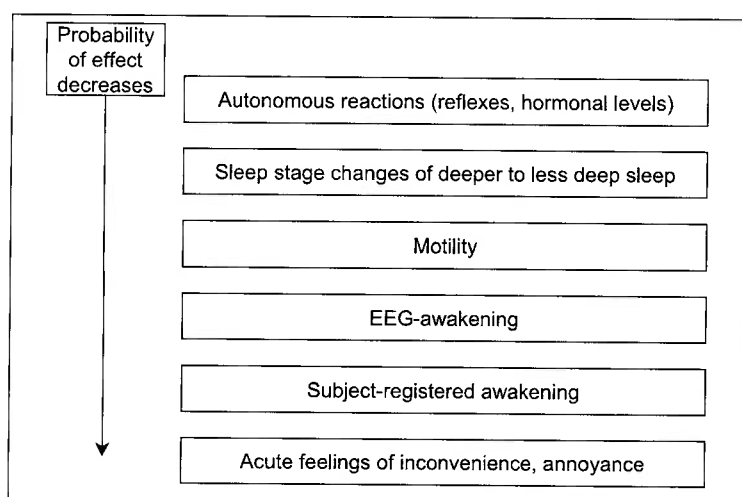 Probability
of effect
decreases
Autonomous reactions (reflexes, hormonal levels)
Sleep stage changes of deeper to less deep sleep
Motility
EEG-awakening
Subject-registered awakening
Acute feelings of inconvenience, annoyance